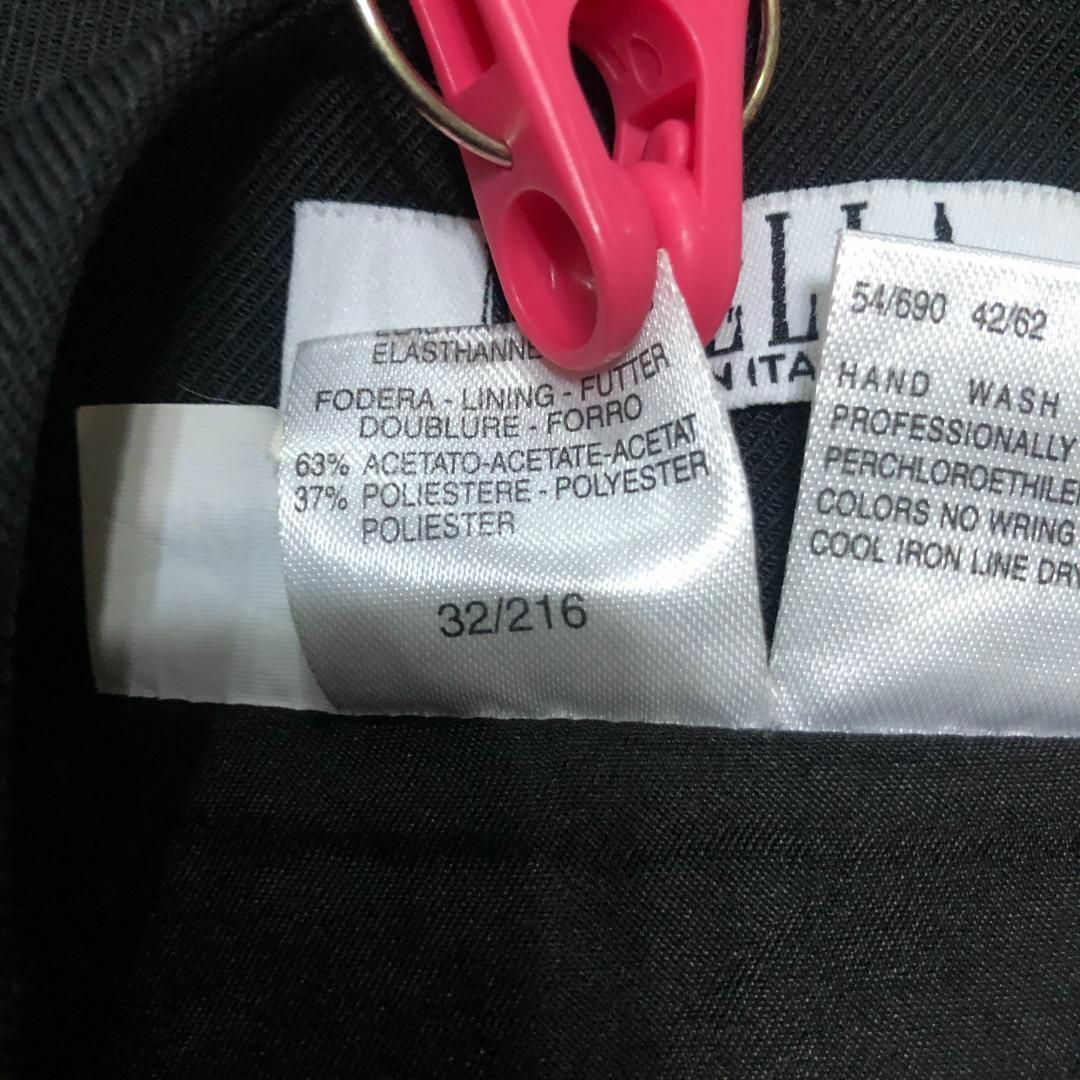 ELASTHANNE
FODERA - LINING - FUTTER
DOUBLURE - FORRO
63% ACETATO-ACETATE-ACETAT
37% POLIESTERE - POLYESTER
POLIESTER
32/216
54/690 42/62
HAND WASH
PROFESSIONALLY
COLORS NO WRING
COOL IRON LINE DRY